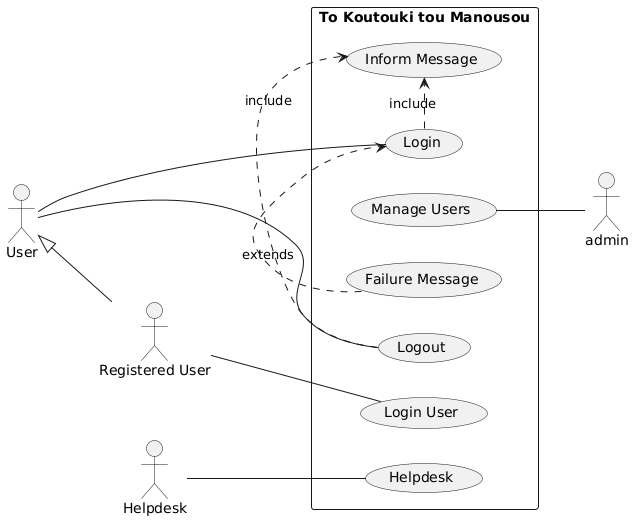 To Koutouki tou Manousou
Inform Message
include
include
Login
User
Manage Users
admin
extends
Failure Message
Registered User
Logout
Login User
Helpdesk
Helpdesk